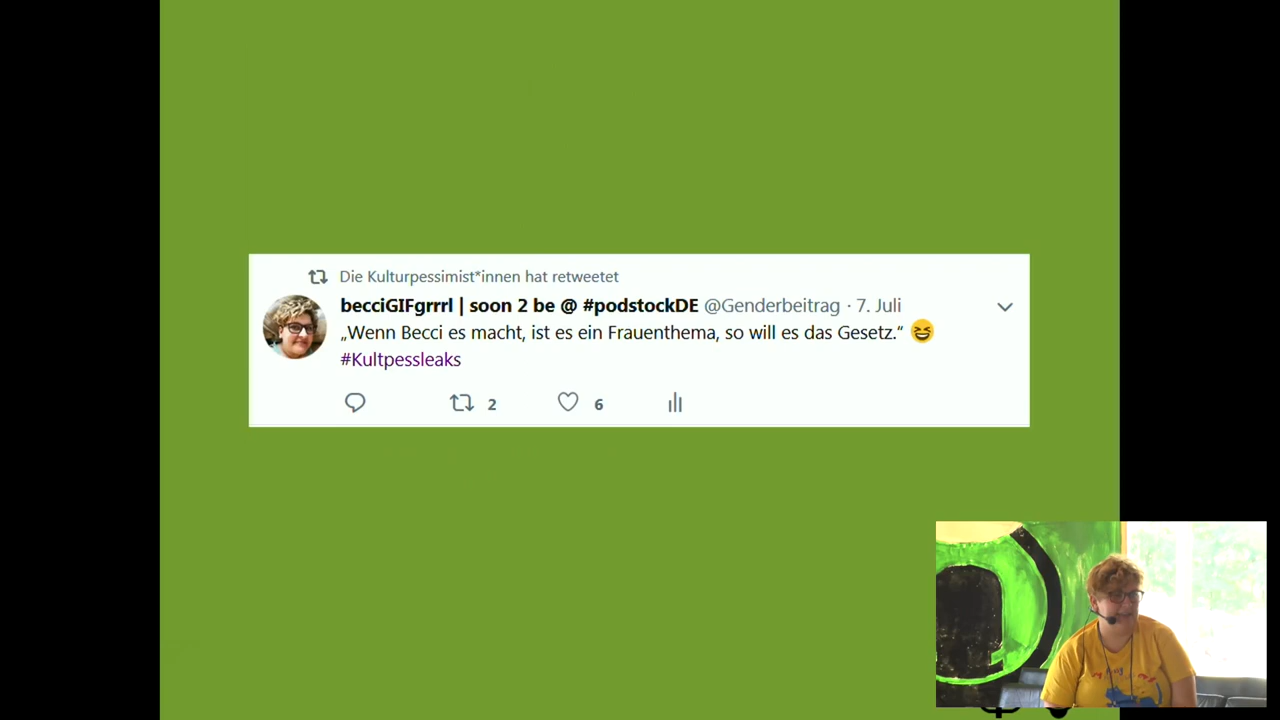 Die Kulturpessimist*innen hat retweetet
becciGIFgrrrl | soon 2 be @ #podstockDE @Genderbeitrag · 7. Juli
„Wenn Becci es macht, ist es ein Frauenthema, so will es das Gesetz.“ 😆
#Kultpessleaks
2 6